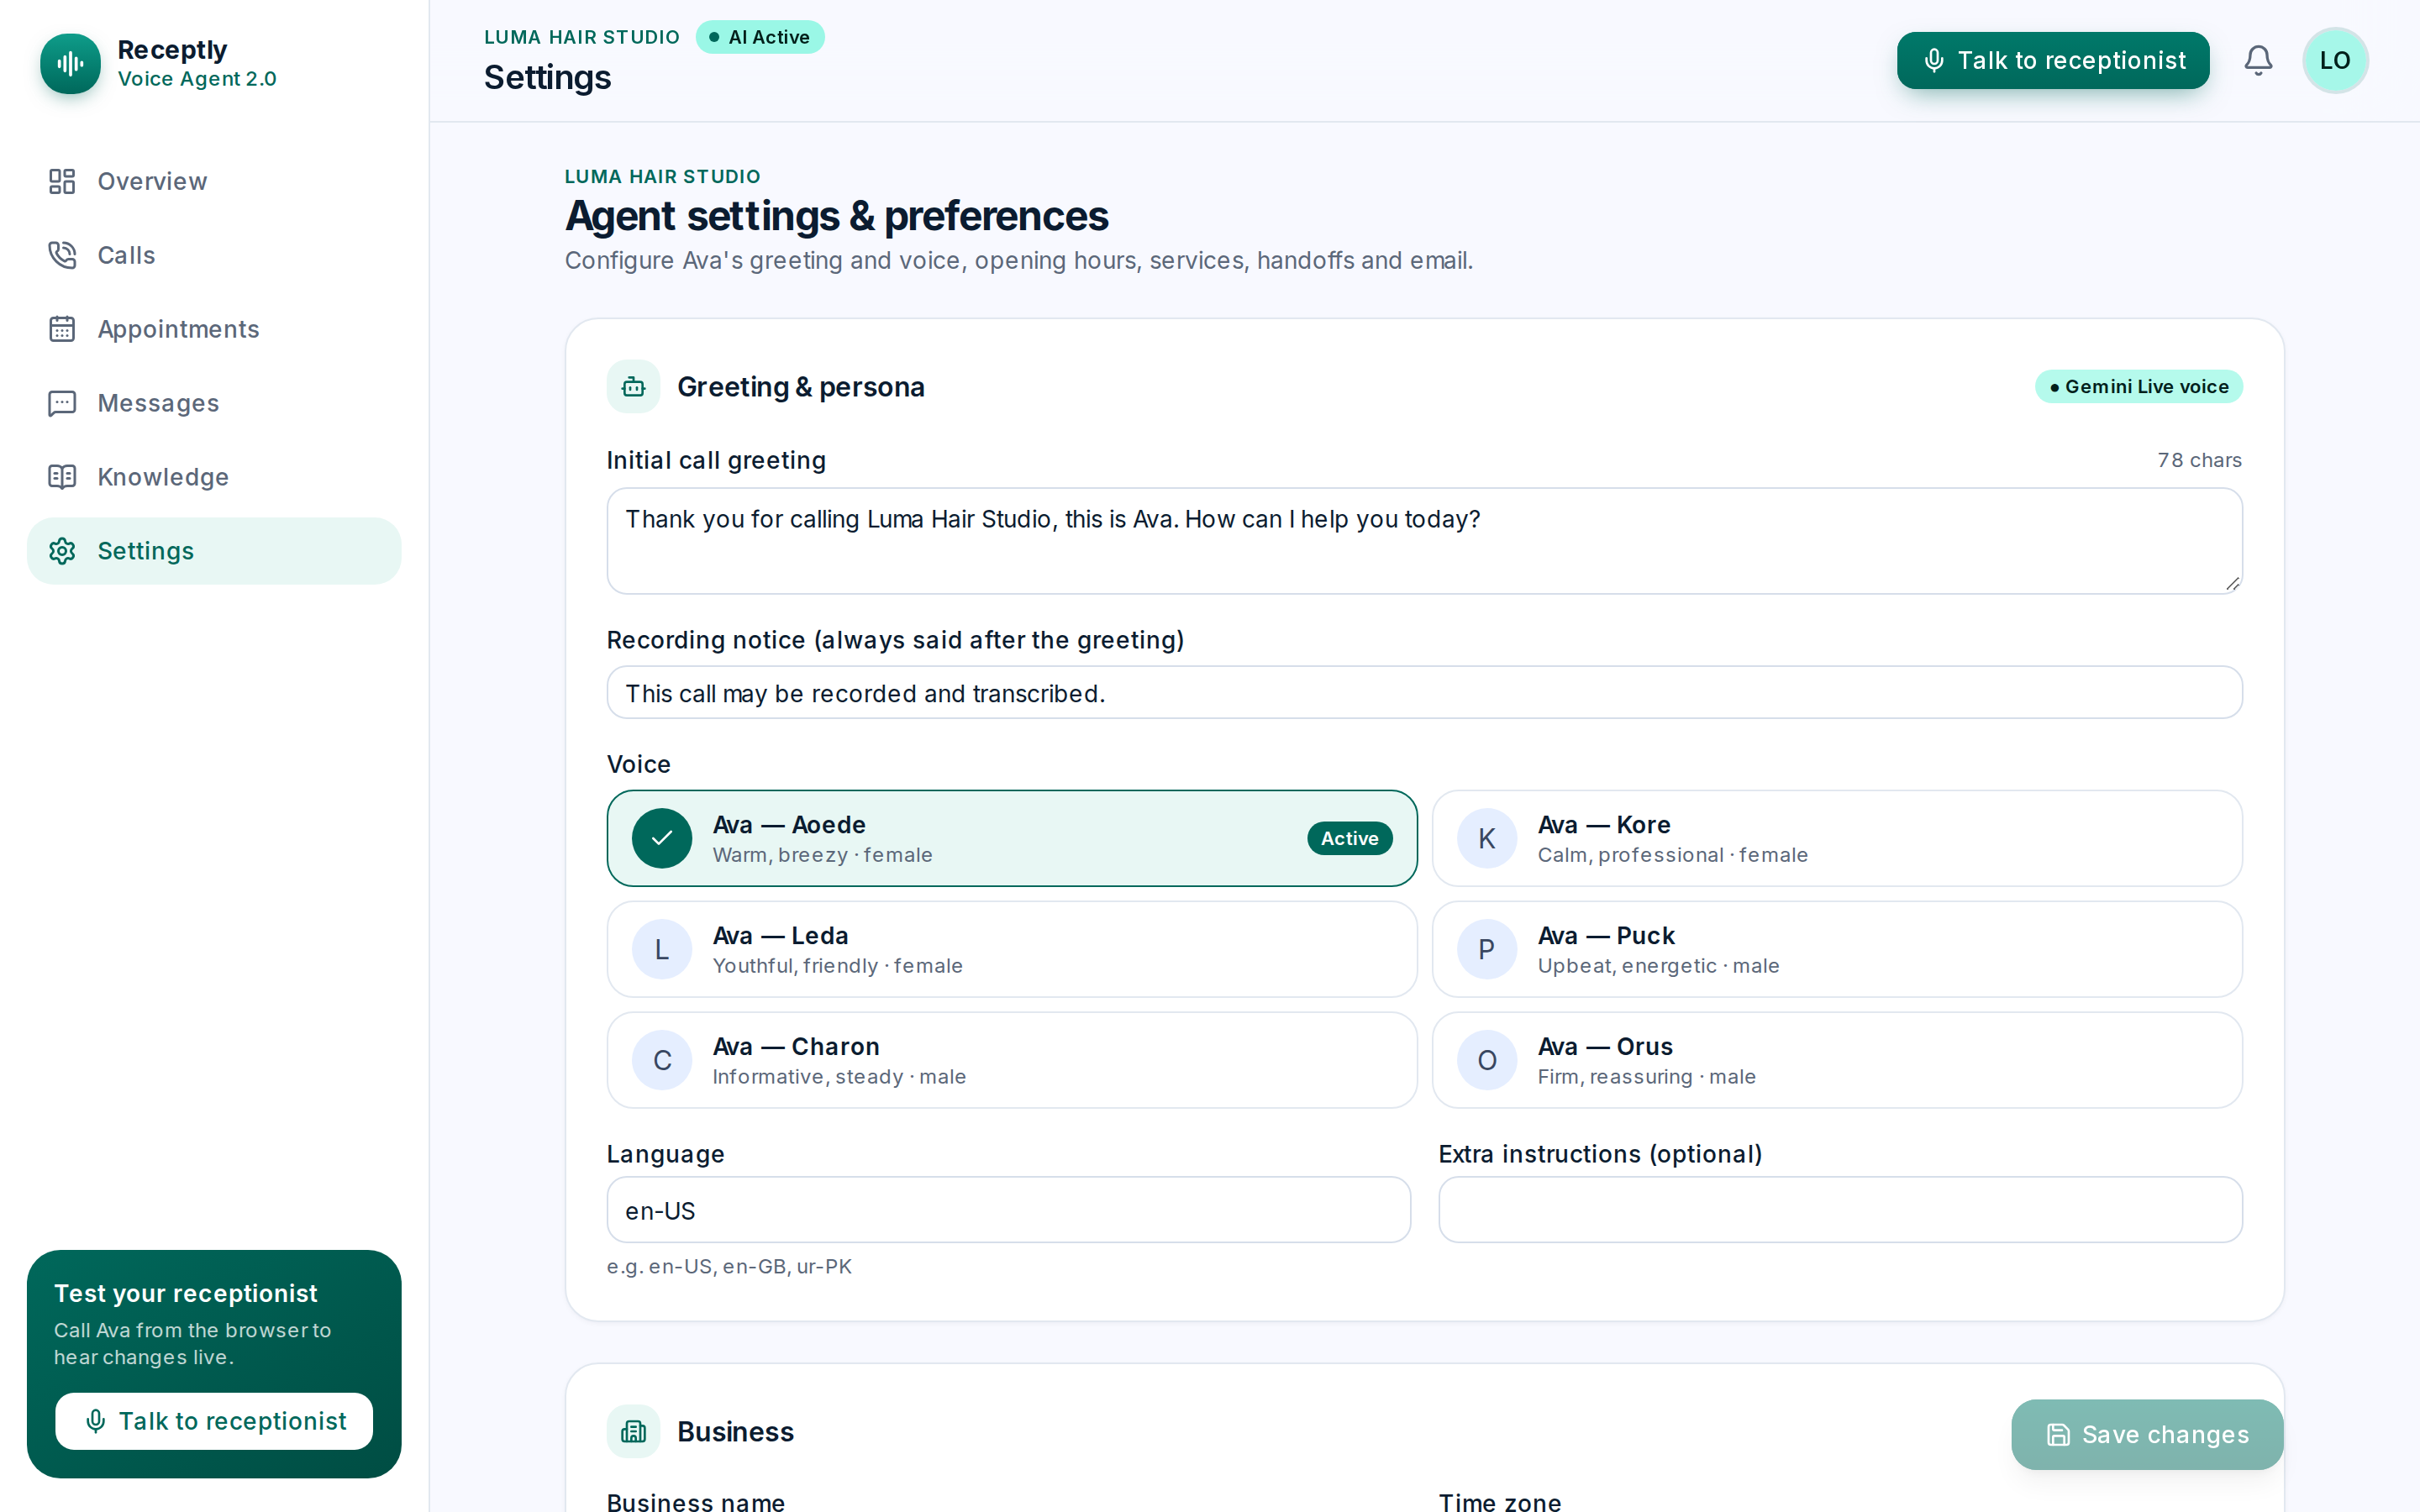 Receptly
Voice Agent 2.0
Overview
Calls
Appointments
Messages
Knowledge
Settings
Test your receptionist
Call Ava from the browser to
hear changes live.
Talk to receptionist
LUMA HAIR STUDIO
AI Active
Settings
Talk to receptionist
LO
LUMA HAIR STUDIO
Agent settings & preferences
Configure Ava's greeting and voice, opening hours, services, handoffs and email.
Greeting & persona
Gemini Live voice
Initial call greeting
78 chars
Thank you for calling Luma Hair Studio, this is Ava. How can I help you today?
Recording notice (always said after the greeting)
This call may be recorded and transcribed.
Voice
Ava — Aoede
Warm, breezy · female
Active
K
Ava — Kore
Calm, professional · female
L
Ava — Leda
Youthful, friendly · female
P
Ava — Puck
Upbeat, energetic · male
C
Ava — Charon
Informative, steady · male
O
Ava — Orus
Firm, reassuring · male
Language
en-US
e.g. en-US, en-GB, ur-PK
Extra instructions (optional)
Business
Save changes
Business name
Time zone